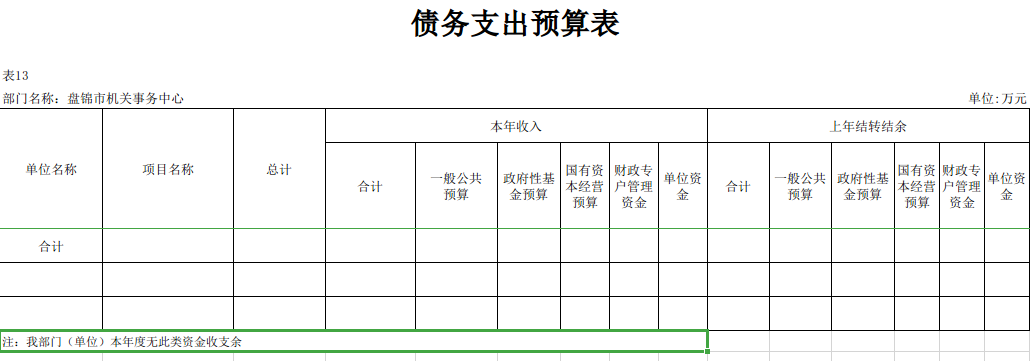 债务支出预算表
表13
部门名称：盘锦市机关事务中心 单位:万元
单位名称 项目名称 总计 本年收入 上年结转结余
合计 一般公共预算 政府性基金预算 国有资本经营预算 财政专户管理资金 单位资金 合计 一般公共预算 政府性基金预算 国有资本经营预算 财政专户管理资金 单位资金
合计
注：我部门（单位）本年度无此类资金收支余